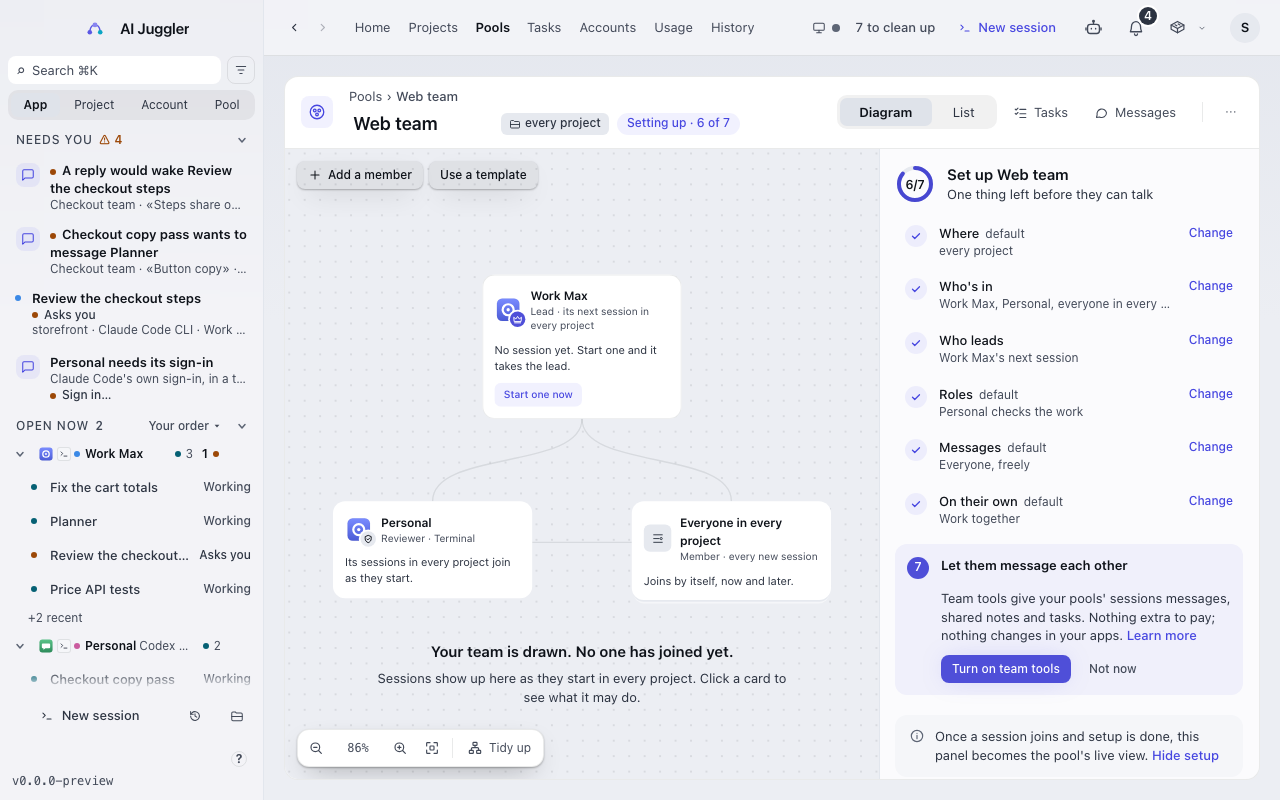 AI Juggler
Search ⌘K
App Project Account Pool
NEEDS YOU 4
A reply would wake Review
the checkout steps
Checkout team · «Steps share o…
Checkout copy pass wants to
message Planner
Checkout team · «Button copy» ·…
Review the checkout steps
Asks you
storefront · Claude Code CLI · Work …
Personal needs its sign-in
Claude Code's own sign-in, in a t…
Sign in…
OPEN NOW 2 Your order
Work Max 3 1
Fix the cart totals Working
Planner Working
Review the checkout… Asks you
Price API tests Working
+2 recent
Personal Codex … 2
Checkout copy pass Working
New session
?
v0.0.0-preview
Home Projects Pools Tasks Accounts Usage History
7 to clean up
New session
4
S
Pools › Web team
Web team
every project
Setting up · 6 of 7
Diagram List
Tasks
Messages
Add a member
Use a template
Work Max
Lead · its next session in
every project
No session yet. Start one and it
takes the lead.
Start one now
Personal
Reviewer · Terminal
Its sessions in every project join
as they start.
Everyone in every
project
Member · every new session
Joins by itself, now and later.
Your team is drawn. No one has joined yet.
Sessions show up here as they start in every project. Click a card to
see what it may do.
86%
Tidy up
6/7
Set up Web team
One thing left before they can talk
Where default Change
every project
Who's in Change
Work Max, Personal, everyone in every …
Who leads Change
Work Max's next session
Roles default Change
Personal checks the work
Messages default Change
Everyone, freely
On their own default Change
Work together
7 Let them message each other
Team tools give your pools' sessions messages,
shared notes and tasks. Nothing extra to pay;
nothing changes in your apps. Learn more
Turn on team tools Not now
Once a session joins and setup is done, this
panel becomes the pool's live view. Hide setup